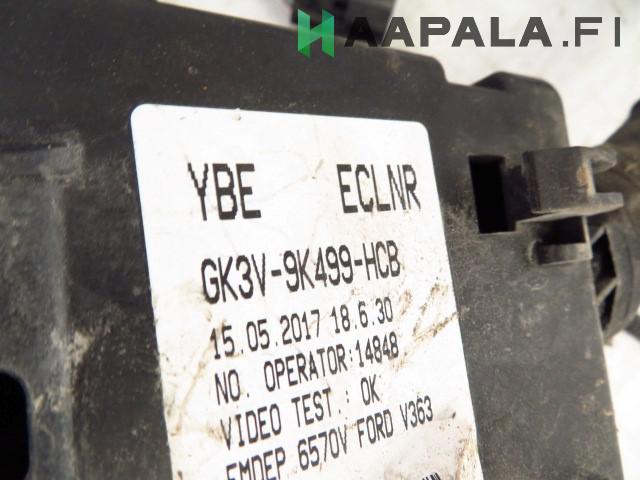 HAAPALA.FI
YBE ECLNR
GK3V-9K499-HCB
15.05.2017 18.6.30
NO. OPERATOR:14848
VIDEO TEST.: OK
EMDEP 6570V FORD V363